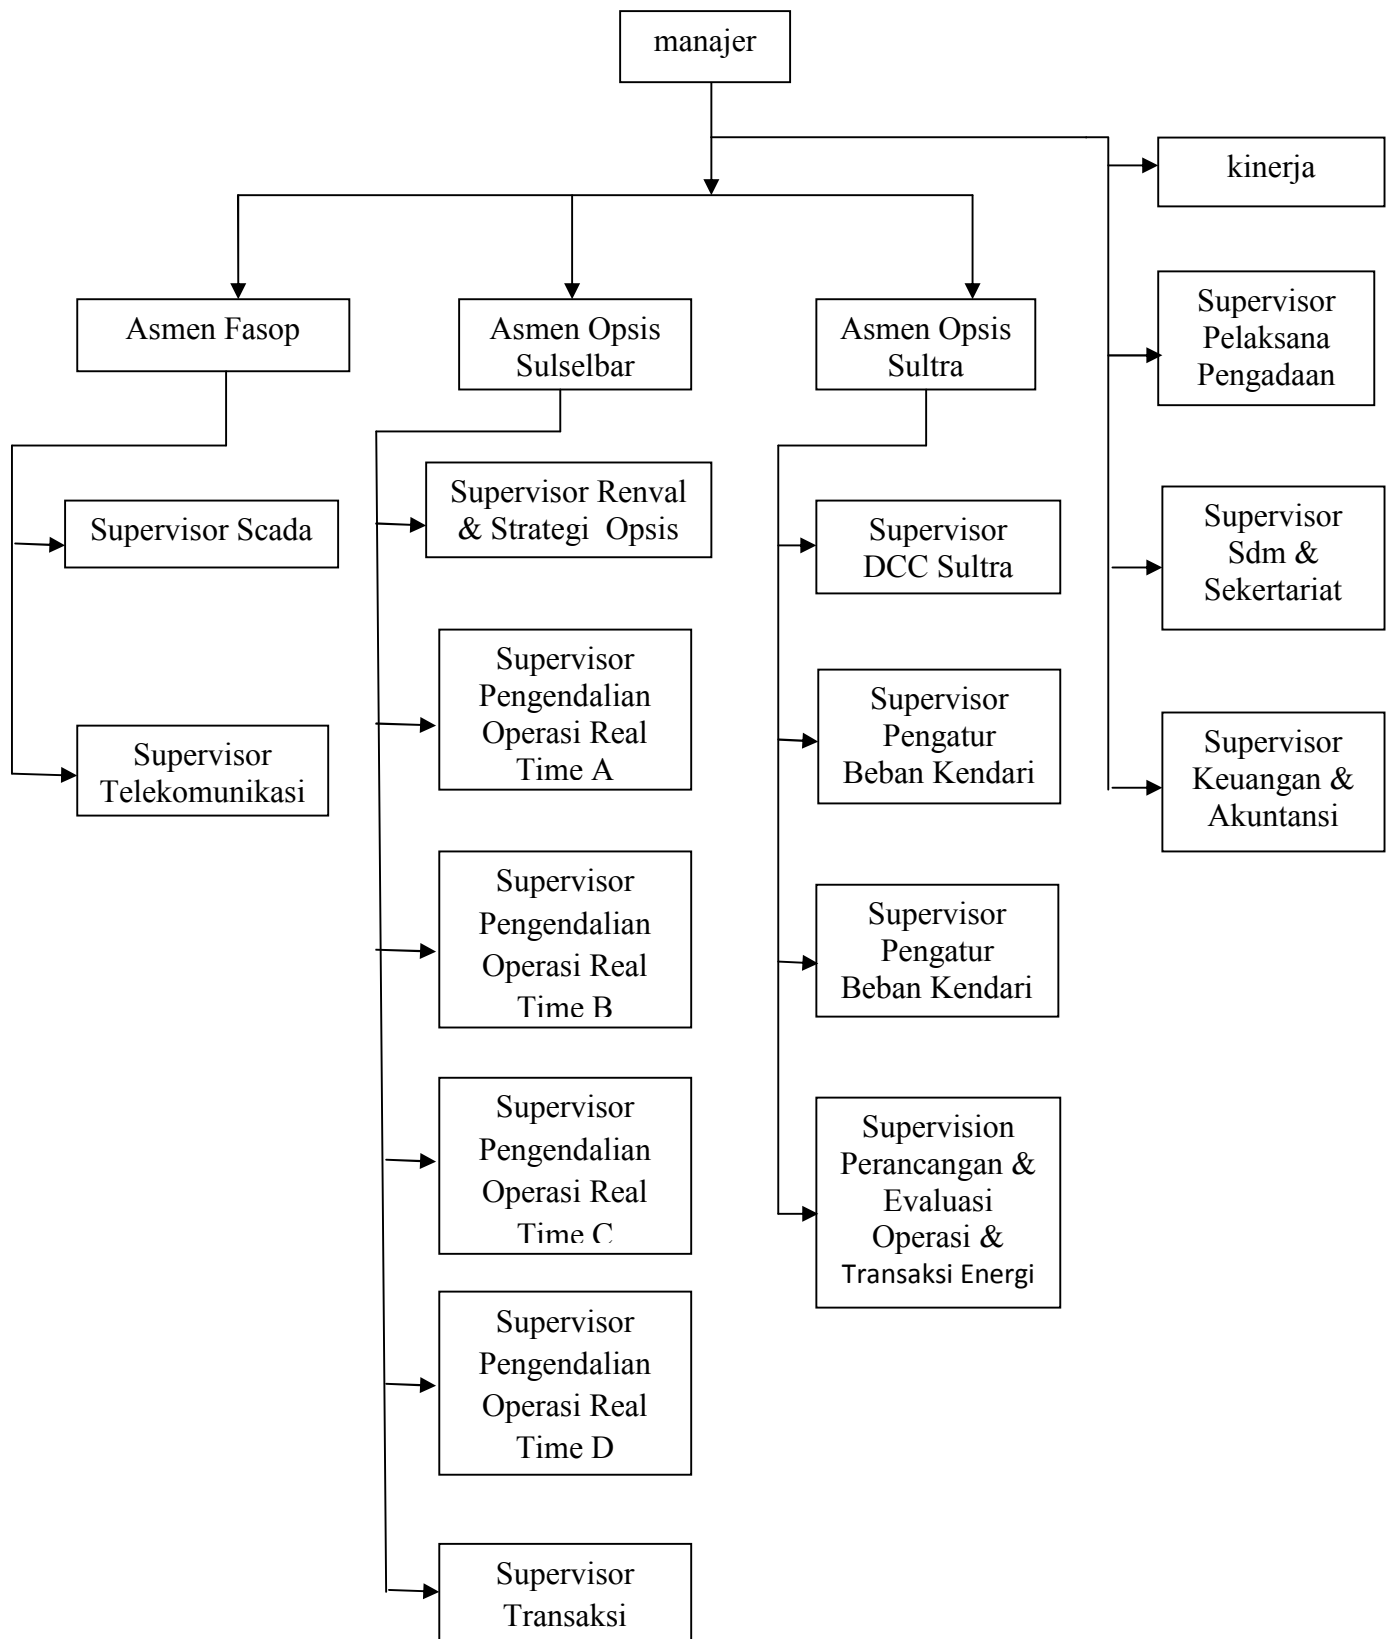 manajer
kinerja
Asmen Fasop
Asmen Opsis
Sulselbar
Asmen Opsis
Sultra
Supervisor
Pelaksana
Pengadaan
Supervisor Scada
Supervisor
Telekomunikasi
Supervisor Renval
& Strategi  Opsis
Supervisor
Pengendalian
Operasi Real
Time A
Supervisor
Pengendalian
Operasi Real
Time B
Supervisor
Pengendalian
Operasi Real
Time C
Supervisor
Pengendalian
Operasi Real
Time D
Supervisor
Transaksi
Supervisor
DCC Sultra
Supervisor
Pengatur
Beban Kendari
Supervisor
Pengatur
Beban Kendari
Supervision
Perancangan &
Evaluasi
Operasi &
Transaksi Energi
Supervisor
Sdm &
Sekertariat
Supervisor
Keuangan &
Akuntansi